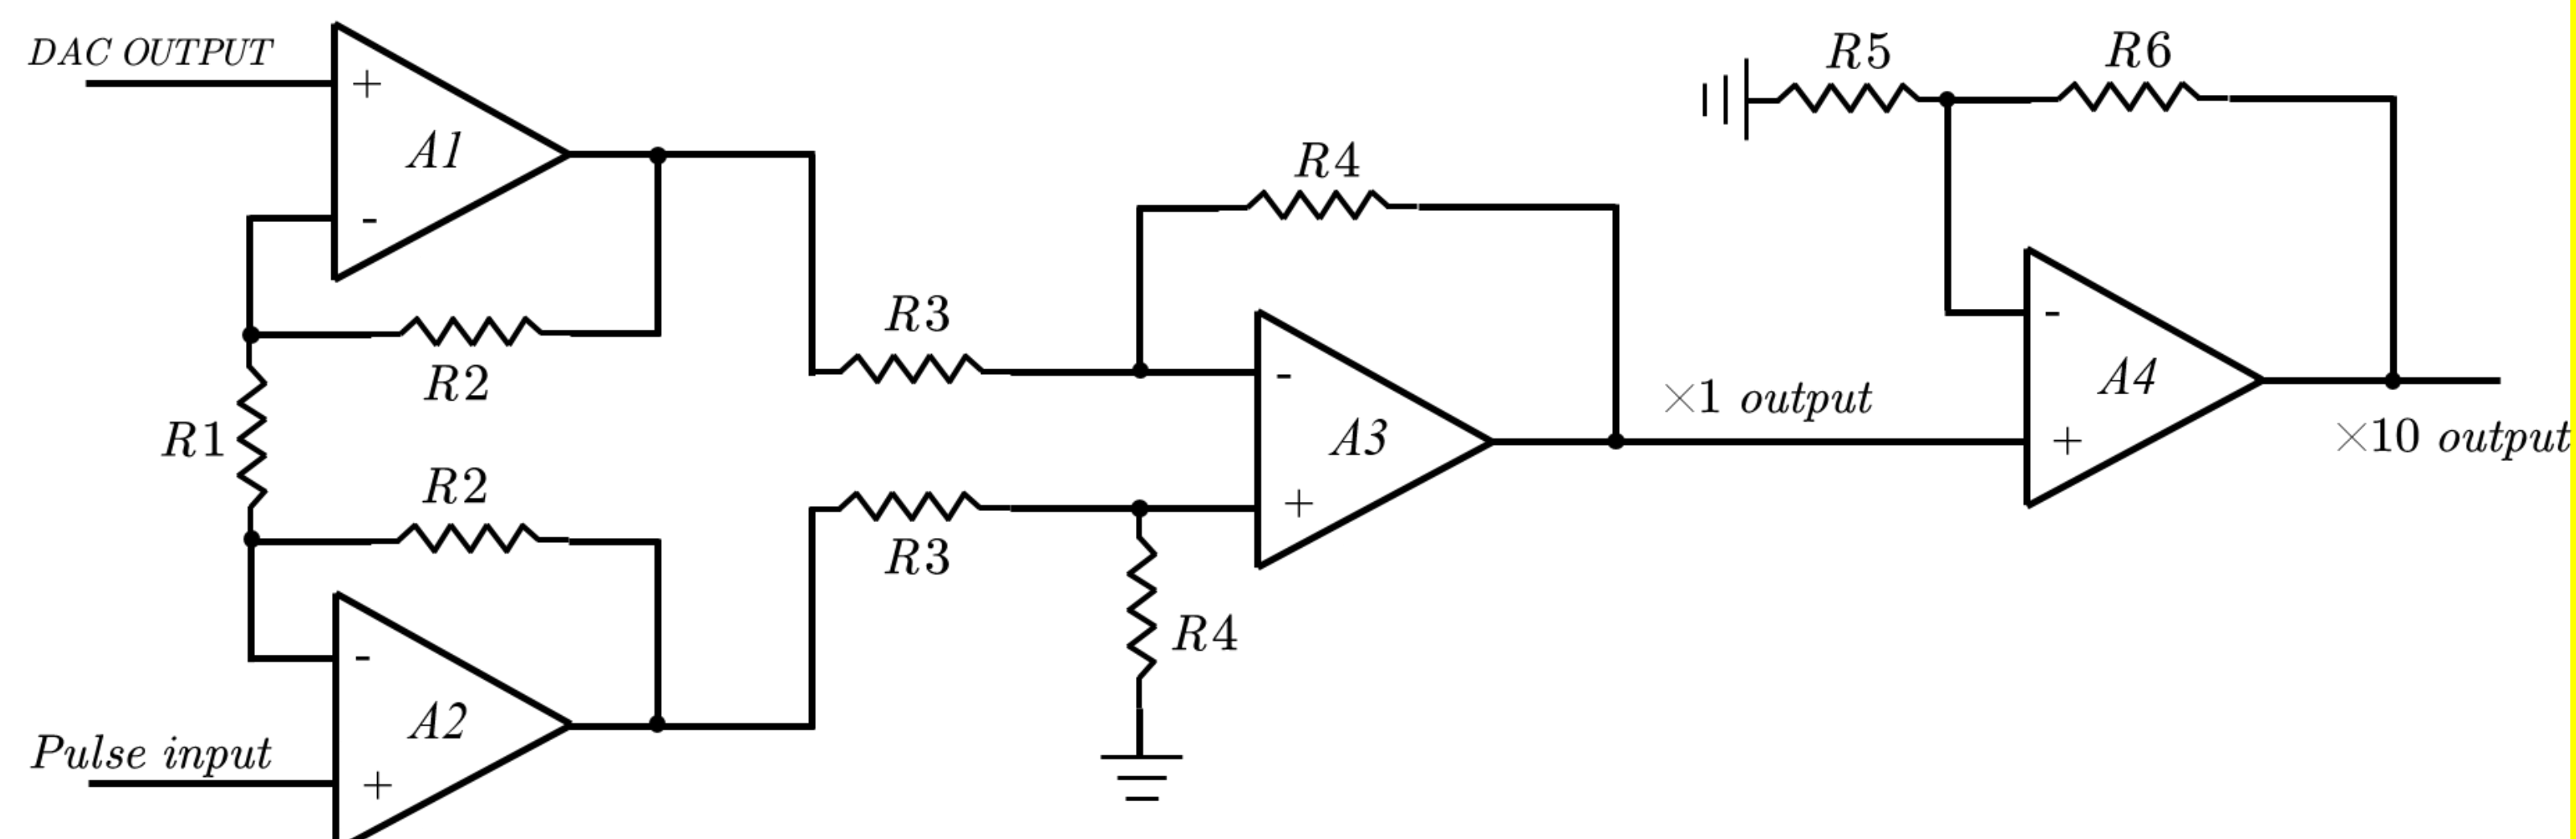 DAC OUTPUT
+
A1
-
R2
R1
R2
-
A2
+
Pulse input
R3
R3
R4
-
A3
+
R4
×1 output
R5
R6
-
A4
+
×10 output